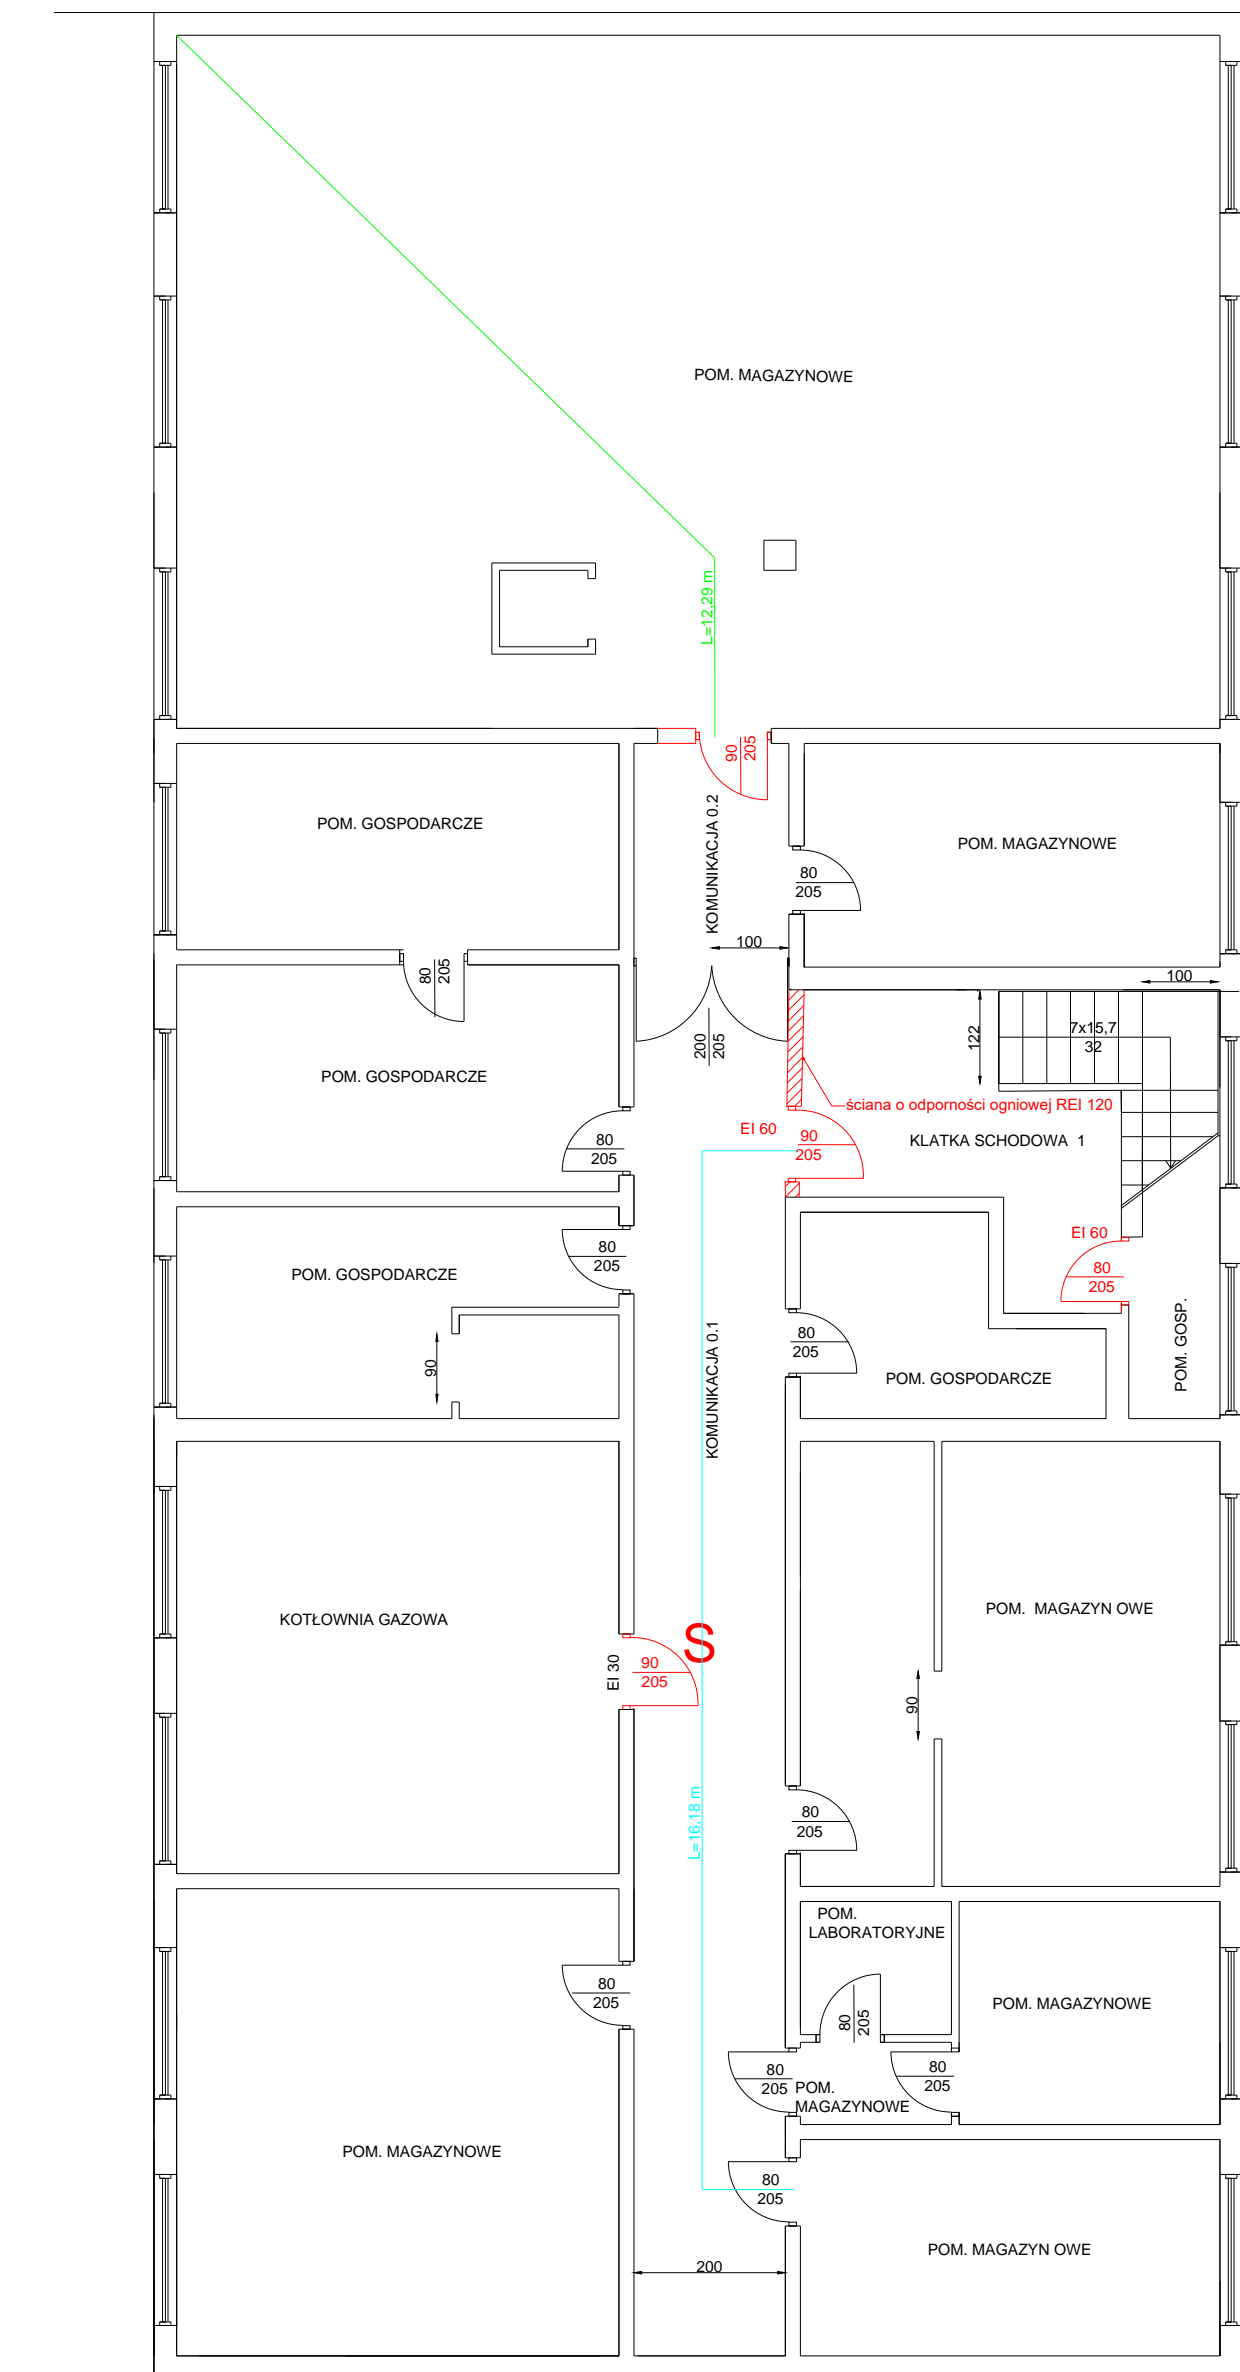 POM. MAGAZYNOWE
L=12,29 m
90
205
POM. GOSPODARCZE
KOMUNIKACJA 0.2
POM. MAGAZYNOWE
80
205
100
80
205
100
200
205
122
7x15,7
32
POM. GOSPODARCZE
ściana o odporności ogniowej REI 120
EI 60
90
205
KLATKA SCHODOWA 1
80
205
EI 60
80
205
POM. GOSP.
80
205
POM. GOSPODARCZE
90
KOMUNIKACJA 0.1
80
205
POM. GOSPODARCZE
KOTŁOWNIA GAZOWA
EI 30
90
205
S
POM. MAGAZYN OWE
90
L=16,18 m
80
205
POM.
LABORATORYJNE
80
205
80
205
POM. MAGAZYNOWE
80
205
80
205
POM.
MAGAZYNOWE
POM. MAGAZYNOWE
80
205
POM. MAGAZYN OWE
200